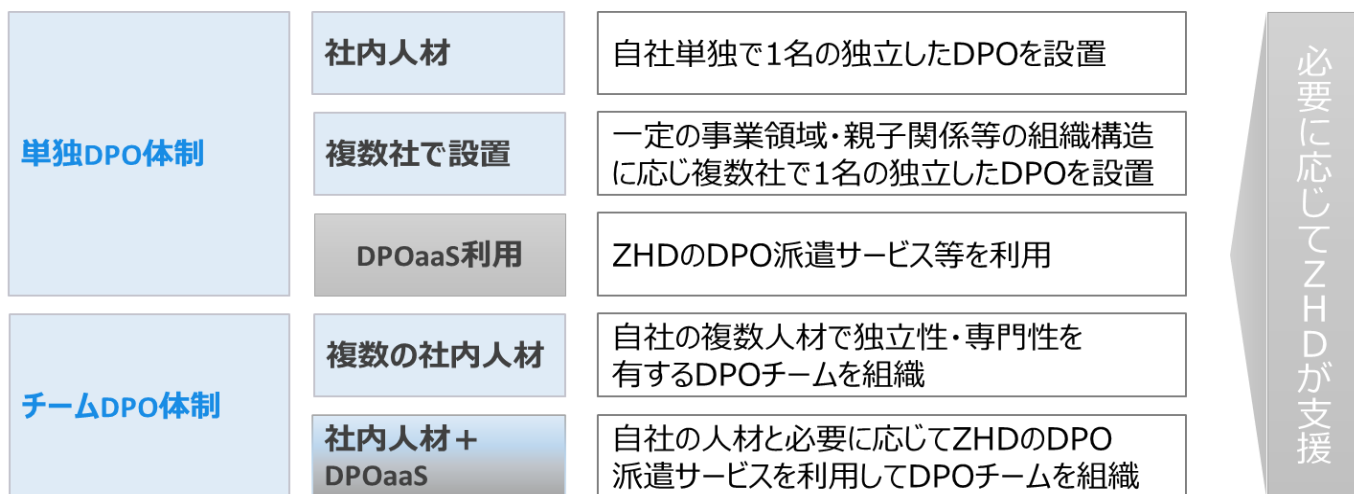 単独DPO体制
社内人材
自社単独で1名の独立したDPOを設置
複数社で設置
一定の事業領域・親子関係等の組織構造
に応じ複数社で1名の独立したDPOを設置
DPOaaS利用
ZHDのDPO派遣サービス等を利用
チームDPO体制
複数の社内人材
自社の複数人材で独立性・専門性を
有するDPOチームを組織
社内人材＋
DPOaaS
自社の人材と必要に応じてZHDのDPO
派遣サービスを利用してDPOチームを組織
必要に応じてZHDが支援